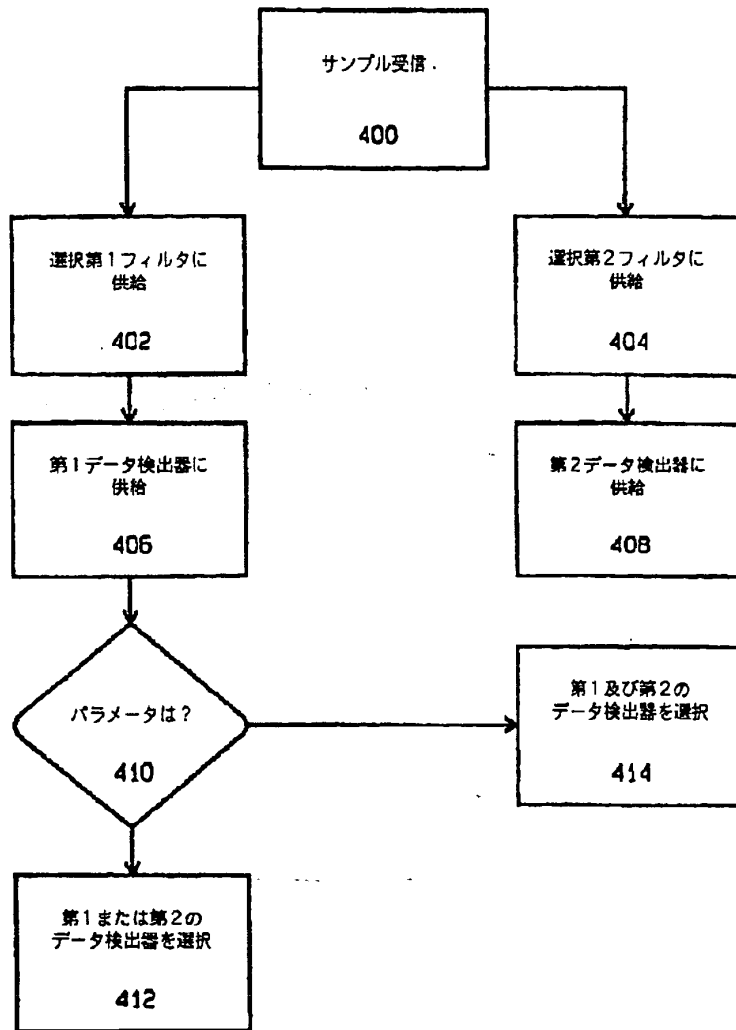 サンプル受信.
400
選択第1フィルタに
供給
402
選択第2フィルタに
供給
404
第1データ検出器に
供給
406
第2データ検出器に
供給
408
パラメータは?
410
第1及び第2の
データ検出器を選択
414
第1または第2の
データ検出器を選択
412